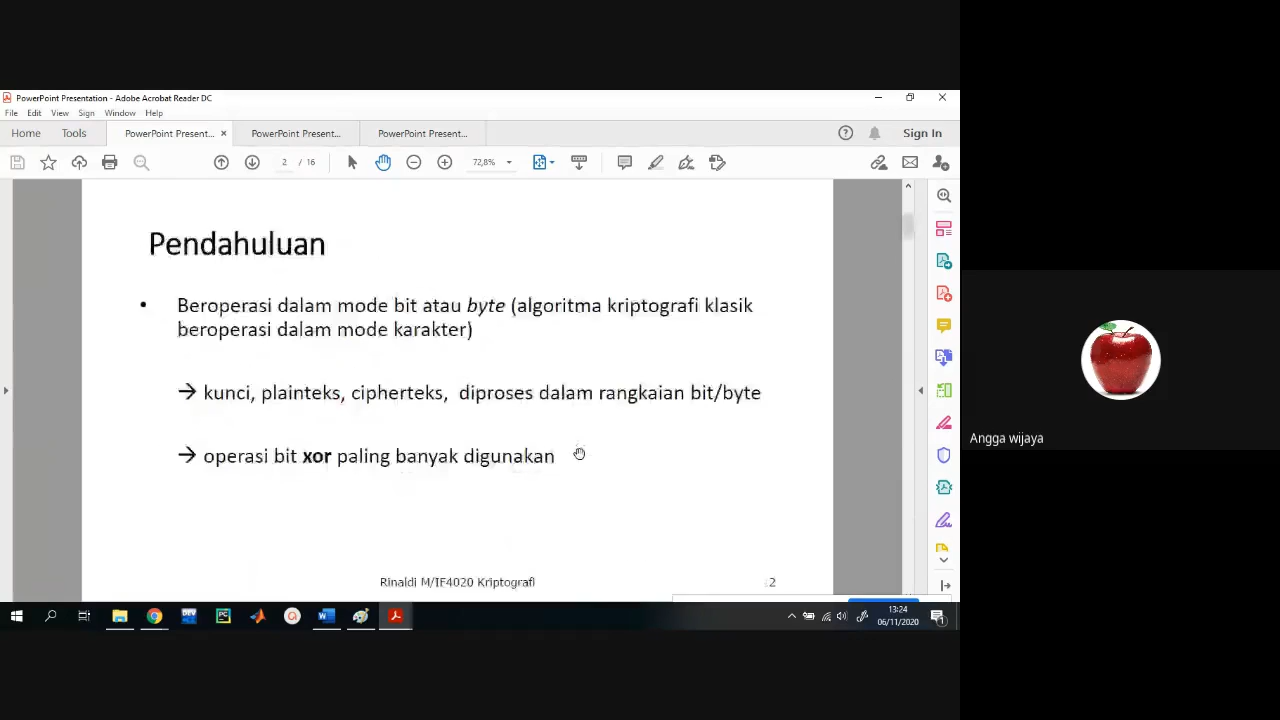 PowerPoint Presentation - Adobe Acrobat Reader DC
File Edit View Sign Window Help
Home Tools PowerPoint Present... × PowerPoint Present... PowerPoint Present... Sign In
2 / 16 72,8%
Pendahuluan
• Beroperasi dalam mode bit atau byte (algoritma kriptografi klasik
beroperasi dalam mode karakter)
→ kunci, plainteks, cipherteks, diproses dalam rangkaian bit/byte
→ operasi bit xor paling banyak digunakan
Rinaldi M/IF4020 Kriptografi 2
Angga wijaya
DEV PC W
13:24
06/11/2020
1